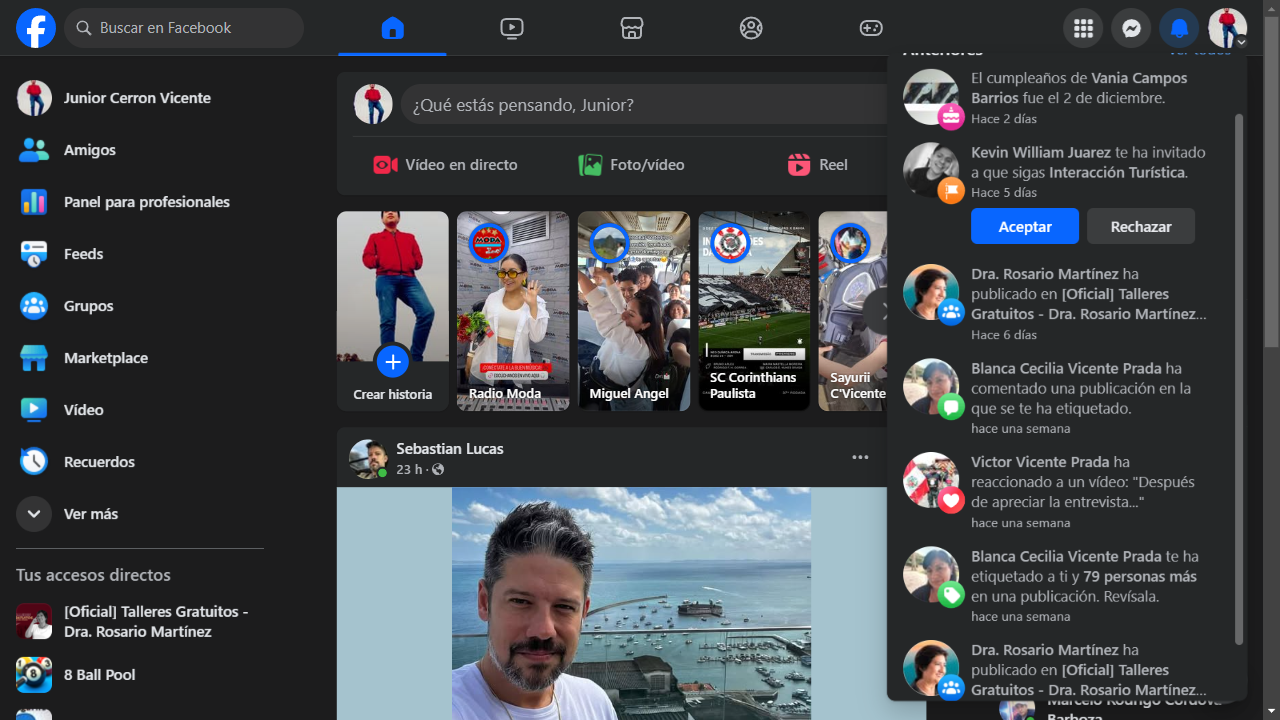 Buscar en Facebook
Junior Cerron Vicente
Amigos
Panel para profesionales
Feeds
Grupos
Marketplace
Vídeo
Recuerdos
Ver más
Tus accesos directos
[Oficial] Talleres Gratuitos -
Dra. Rosario Martínez
8 Ball Pool
¿Qué estás pensando, Junior?
Vídeo en directo
Foto/vídeo
Reel
Crear historia
MODA
Radio Moda
Miguel Angel
SC Corinthians
Paulista
Sayurii
C'Vicente
Sebastian Lucas
23 h ·
Anteriores
Ver todos
El cumpleaños de Vania Campos
Barrios fue el 2 de diciembre.
Hace 2 días
Kevin William Juarez te ha invitado
a que sigas Interacción Turística.
Hace 5 días
Aceptar
Rechazar
Dra. Rosario Martínez ha
publicado en [Oficial] Talleres
Gratuitos - Dra. Rosario Martínez...
Hace 6 días
Blanca Cecilia Vicente Prada ha
comentado una publicación en la
que se te ha etiquetado.
hace una semana
Victor Vicente Prada ha
reaccionado a un vídeo: "Después
de apreciar la entrevista..."
hace una semana
Blanca Cecilia Vicente Prada te ha
etiquetado a ti y 79 personas más
en una publicación. Revísala.
hace una semana
Dra. Rosario Martínez ha
publicado en [Oficial] Talleres
Gratuitos - Dra. Rosario Martínez...
Marcelo Rodrigo Cordova
Barboza